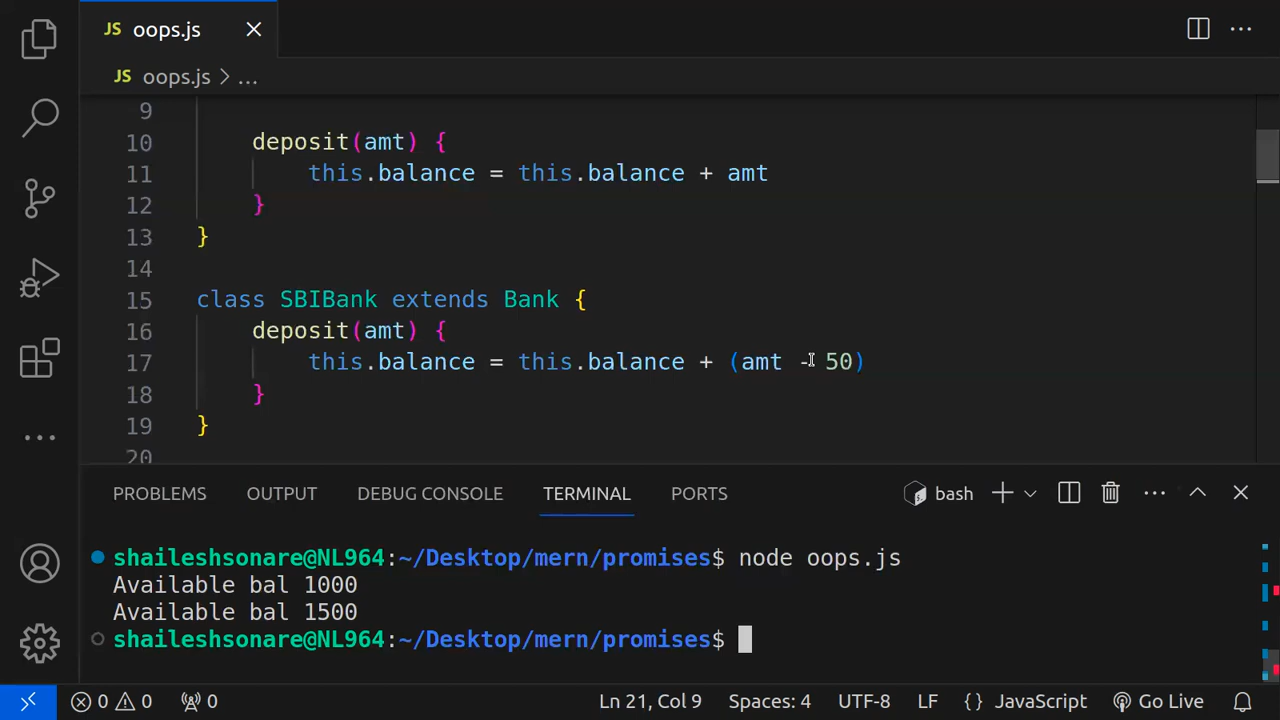 JS oops.js
JS oops.js > ...
9
10 deposit(amt) {
11 this.balance = this.balance + amt
12 }
13 }
14
15 class SBIBank extends Bank {
16 deposit(amt) {
17 this.balance = this.balance + (amt - 50)
18 }
19 }
20
PROBLEMS OUTPUT DEBUG CONSOLE TERMINAL PORTS bash
shaileshsonare@NL964:~/Desktop/mern/promises$ node oops.js
Available bal 1000
Available bal 1500
shaileshsonare@NL964:~/Desktop/mern/promises$
0 0 0 Ln 21, Col 9 Spaces: 4 UTF-8 LF {} JavaScript Go Live